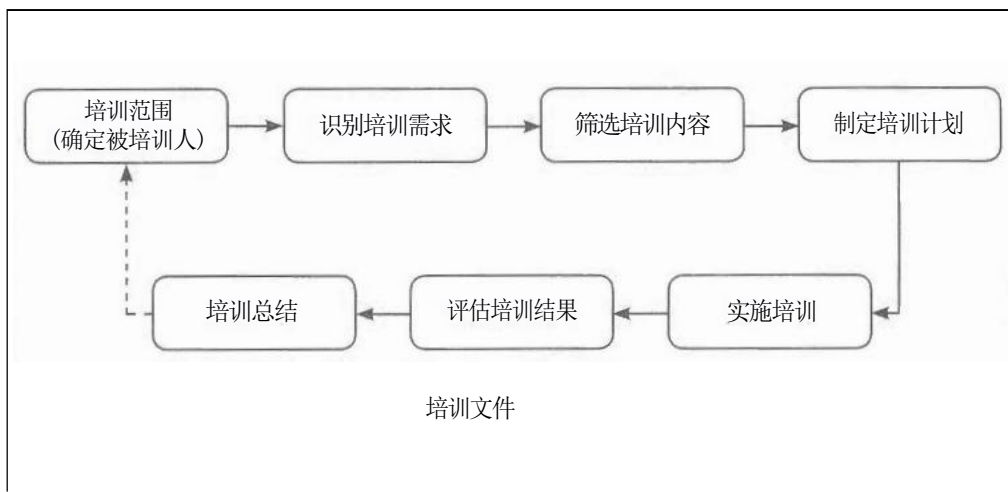 培训范围
(确定被培训人)
识别培训需求
筛选培训内容
制定培训计划
培训总结
评估培训结果
实施培训
培训文件